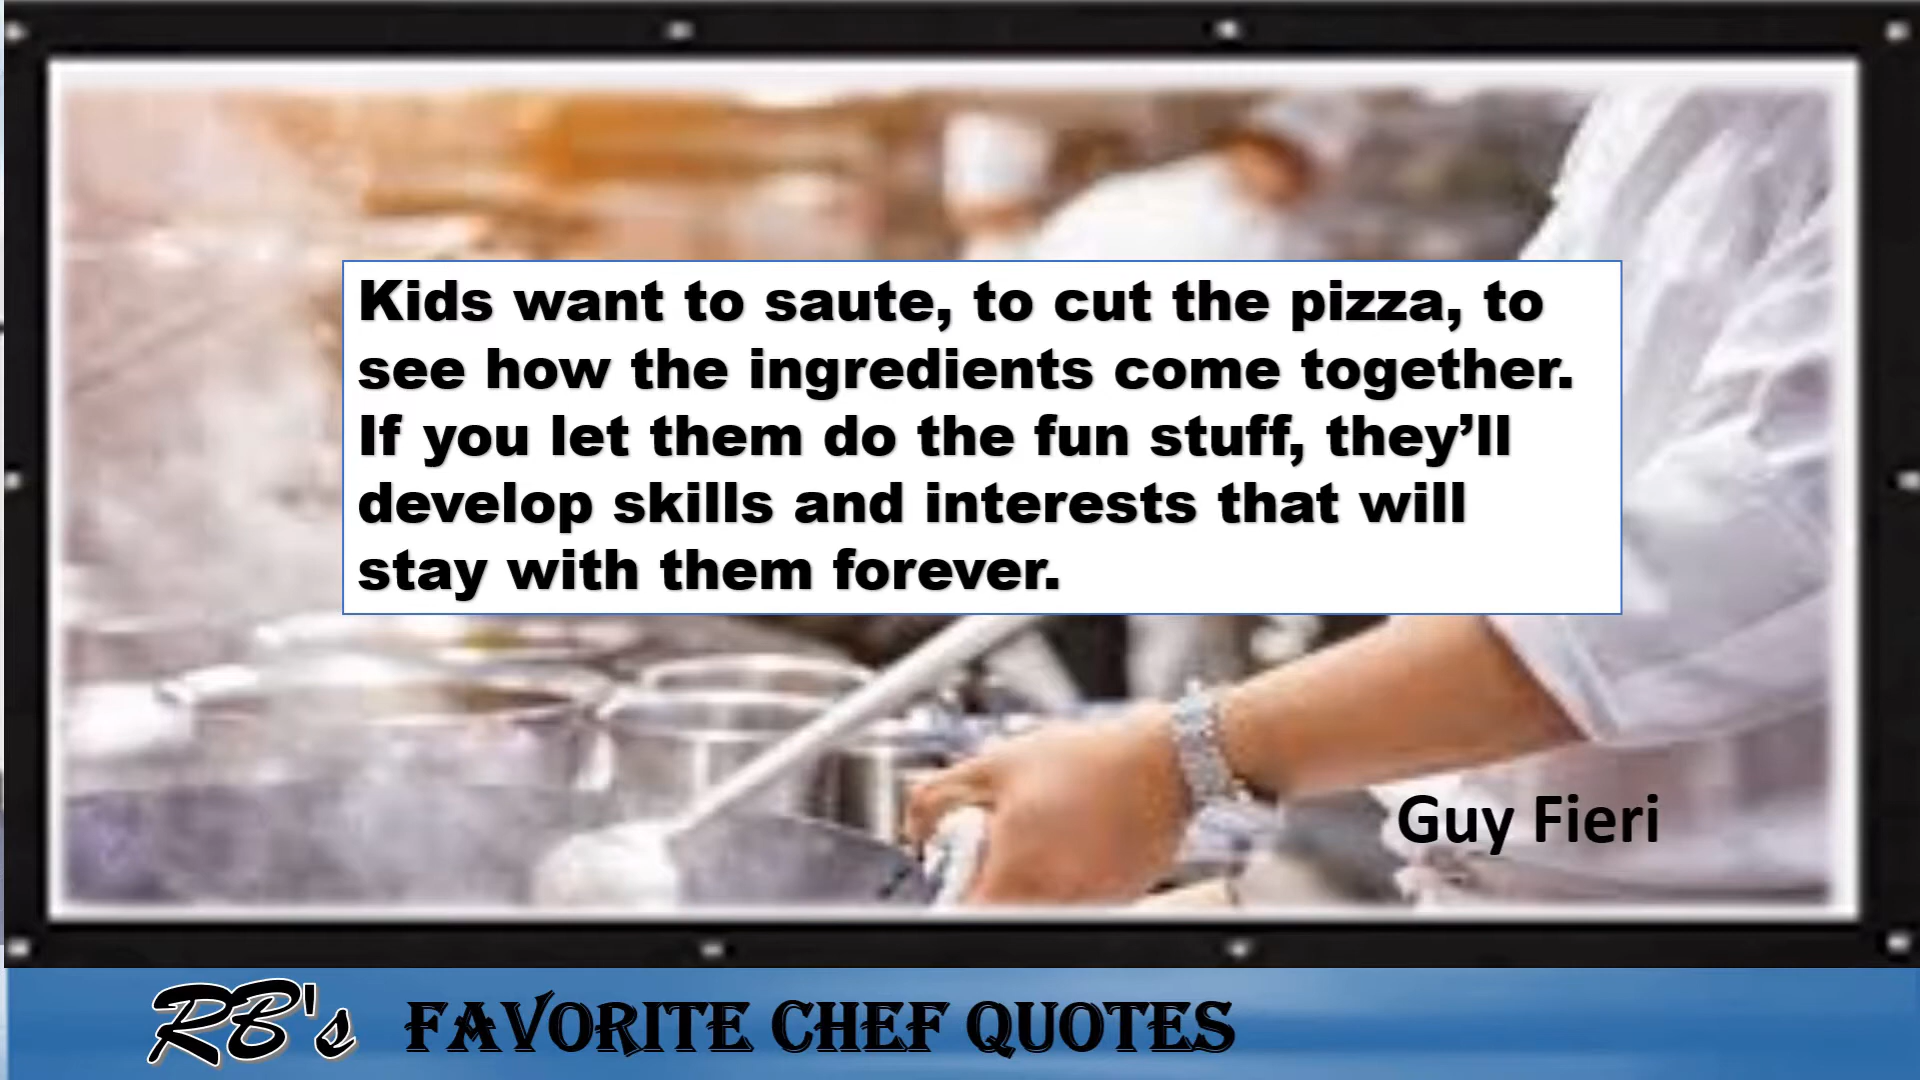 Kids want to saute, to cut the pizza, to
see how the ingredients come together.
If you let them do the fun stuff, they’ll
develop skills and interests that will
stay with them forever.
Guy Fieri
RB's FAVORITE CHEF QUOTES